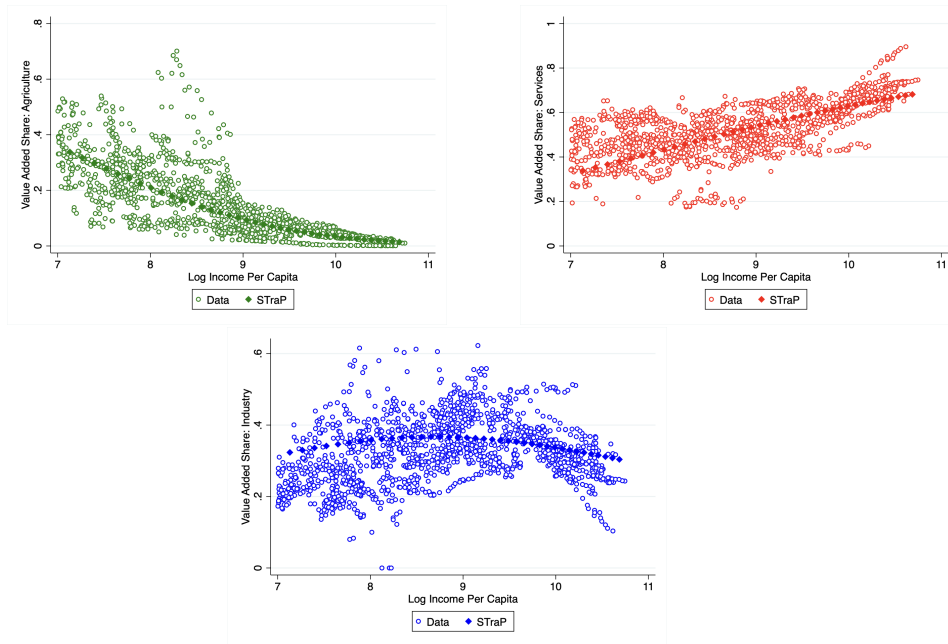 Value Added Share: Agriculture
.8
.6
.4
.2
0
7 8 9 10 11
Log Income Per Capita
Data STraP
Value Added Share: Services
1
.8
.6
.4
.2
0
7 8 9 10 11
Log Income Per Capita
Data STraP
Value Added Share: Industry
.6
.4
.2
0
7 8 9 10 11
Log Income Per Capita
Data STraP